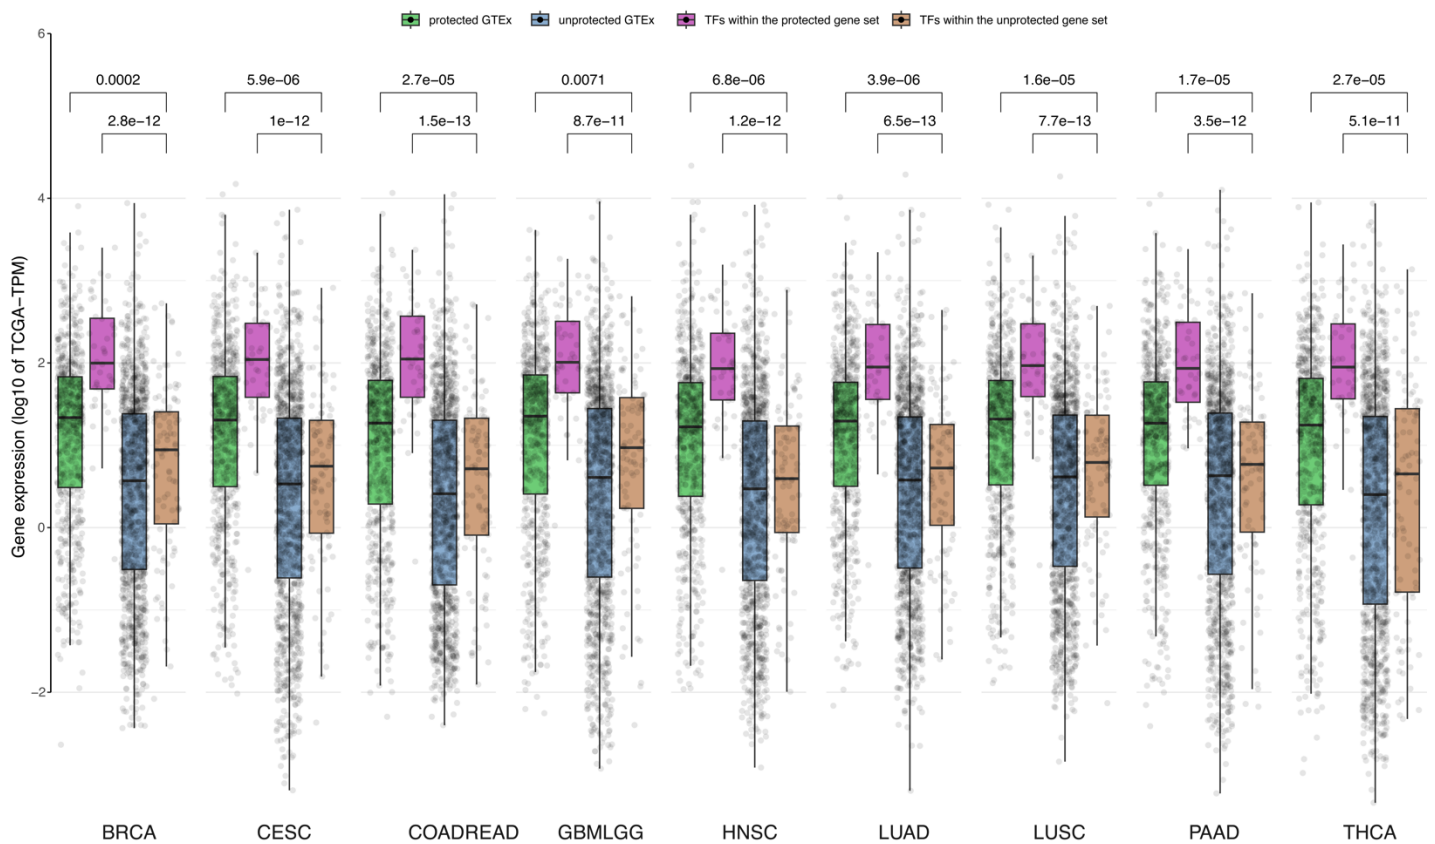 protected GTEx unprotected GTEx TFs within the protected gene set TFs within the unprotected gene set
6
0.0002 5.9e−06 2.7e−05 0.0071 6.8e−06 3.9e−06 1.6e−05 1.7e−05 2.7e−05
2.8e−12 1e−12 1.5e−13 8.7e−11 1.2e−12 6.5e−13 7.7e−13 3.5e−12 5.1e−11
4
2
0
−2
Gene expression (log10 of TCGA−TPM)
BRCA CESC COADREAD GBMLGG HNSC LUAD LUSC PAAD THCA